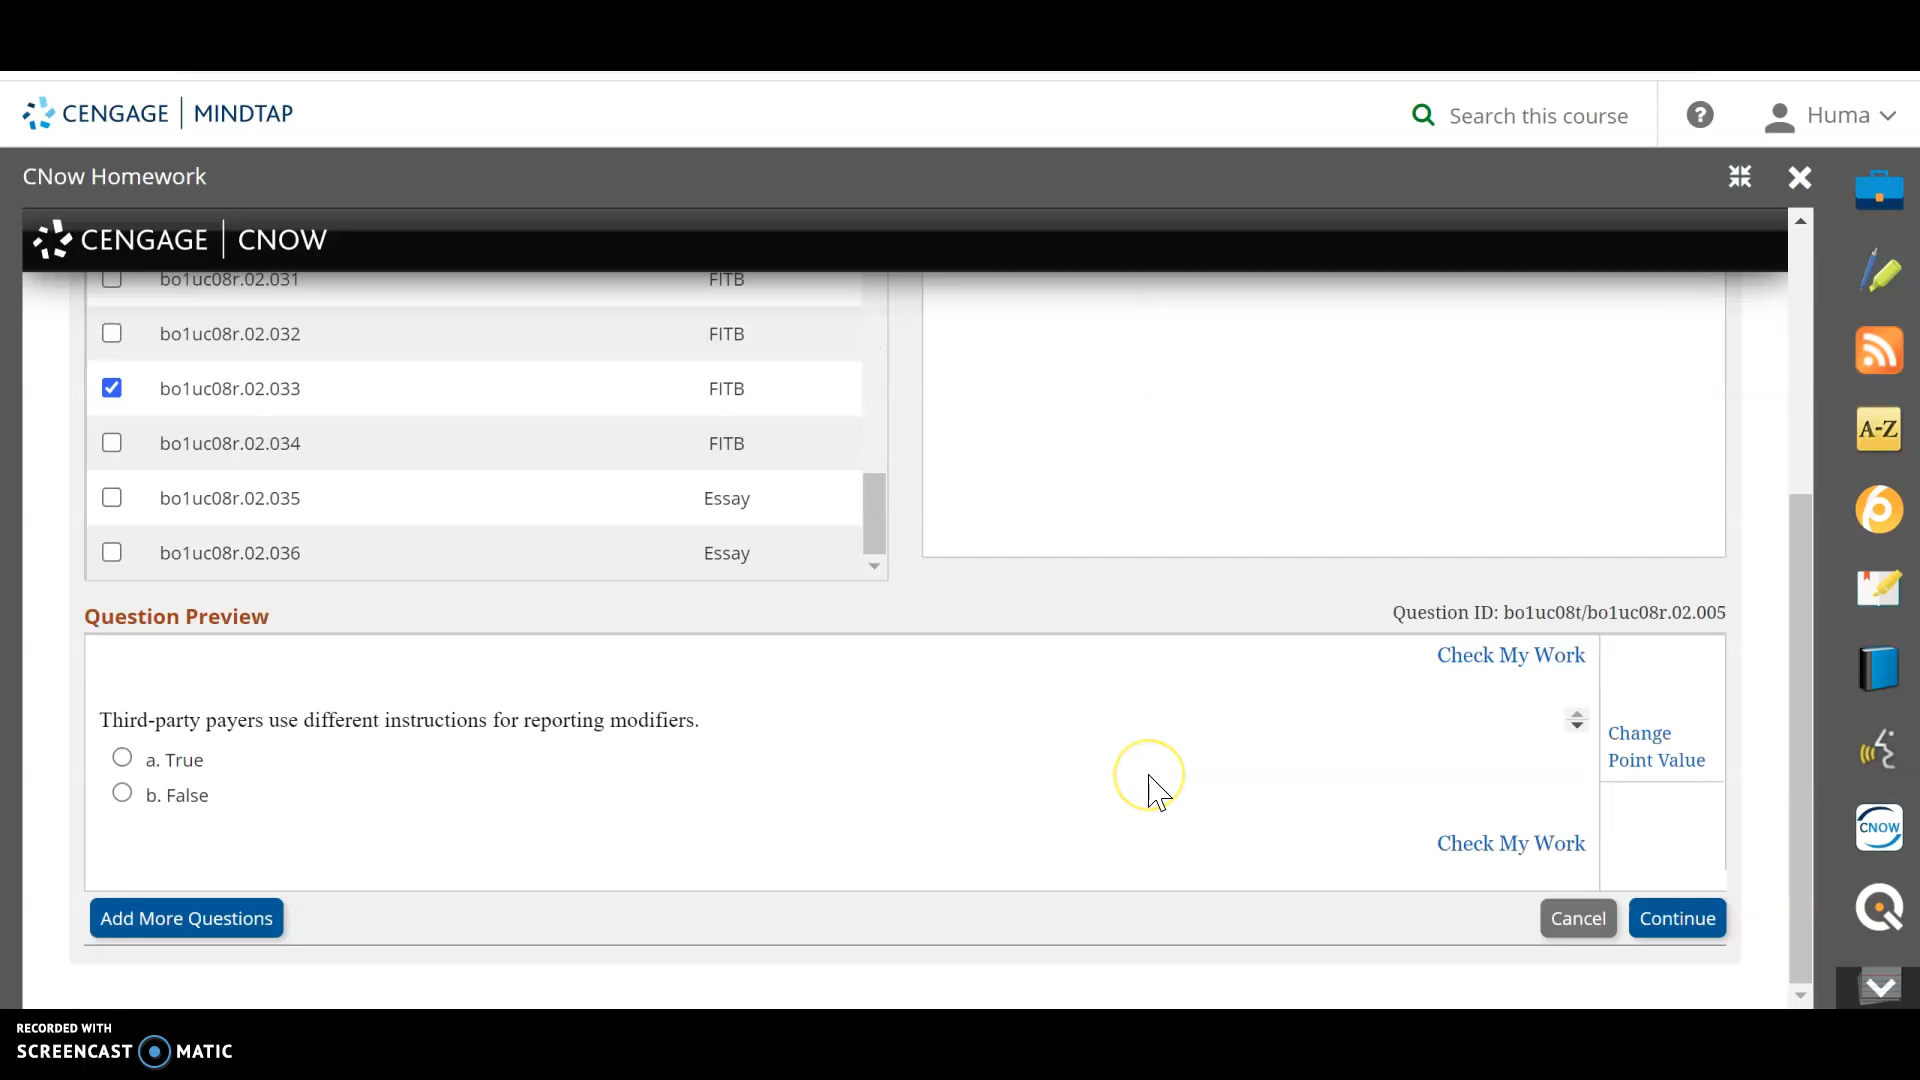 CENGAGE | MINDTAP
Search this course
?
Huma
CNow Homework
CENGAGE | CNOW
bo1uc08r.02.031 FITB
bo1uc08r.02.032 FITB
bo1uc08r.02.033 FITB
bo1uc08r.02.034 FITB
bo1uc08r.02.035 Essay
bo1uc08r.02.036 Essay
Question Preview
Question ID: bo1uc08t/bo1uc08r.02.005
Check My Work
Third-party payers use different instructions for reporting modifiers.
a. True
b. False
Change
Point Value
Check My Work
Add More Questions
Cancel
Continue
A-Z
CNOW
RECORDED WITH
SCREENCAST MATIC